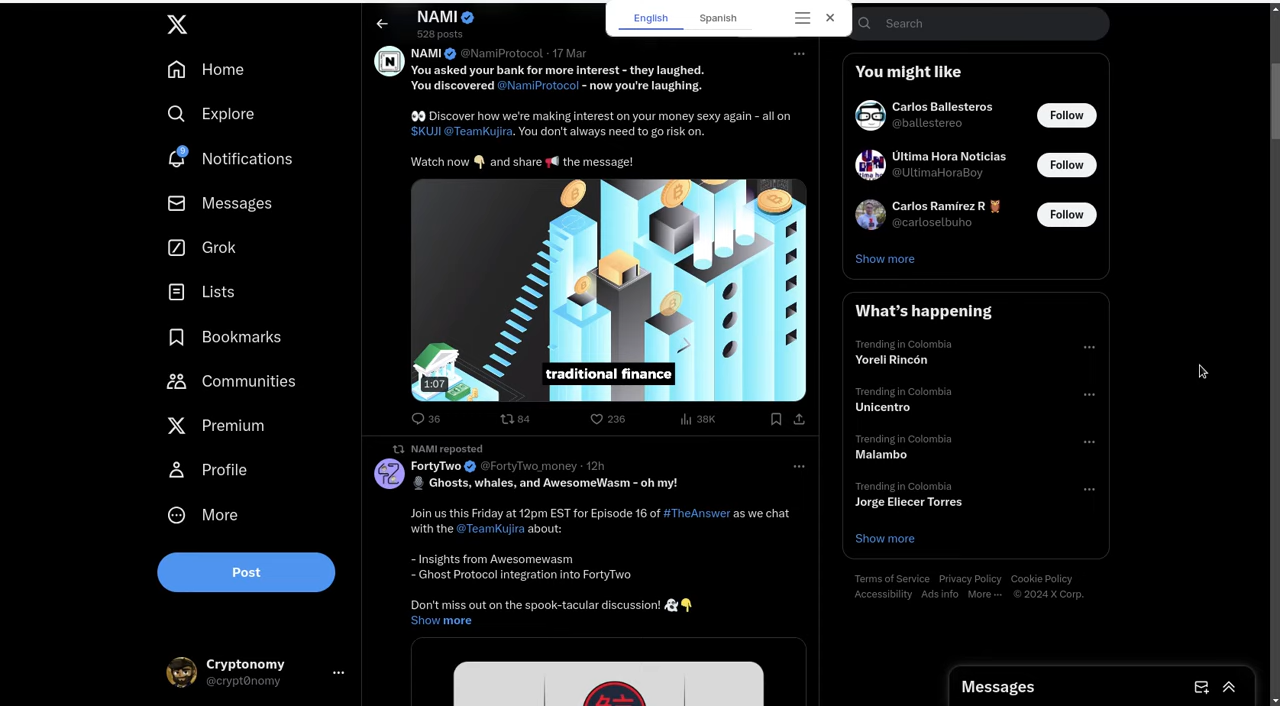 Home
Explore
9
Notifications
Messages
Grok
Lists
Bookmarks
Communities
Premium
Profile
More
Post
Cryptonomy
@crypt0nomy
NAMI
528 posts
English
Spanish
NAMI @NamiProtocol · 17 Mar
You asked your bank for more interest - they laughed.
You discovered @NamiProtocol - now you're laughing.
👀 Discover how we're making interest on your money sexy again - all on
$KUJI @TeamKujira. You don't always need to go risk on.
Watch now 👇🏼 and share 📢 the message!
traditional finance
1:07
36
84
236
38K
NAMI reposted
FortyTwo @FortyTwo_money · 12h
🎙️ Ghosts, whales, and AwesomeWasm - oh my!
Join us this Friday at 12pm EST for Episode 16 of #TheAnswer as we chat
with the @TeamKujira about:
- Insights from Awesomewasm
- Ghost Protocol integration into FortyTwo
Don't miss out on the spook-tacular discussion! 👻👇
Show more
Search
You might like
Carlos Ballesteros
@ballestereo
Follow
Última Hora Noticias
@UltimaHoraBoy
Follow
Carlos Ramírez R 🦉
@carloselbuho
Follow
Show more
What's happening
Trending in Colombia
Yoreli Rincón
Trending in Colombia
Unicentro
Trending in Colombia
Malambo
Trending in Colombia
Jorge Eliecer Torres
Show more
Terms of Service Privacy Policy Cookie Policy
Accessibility Ads info More ··· © 2024 X Corp.
Messages